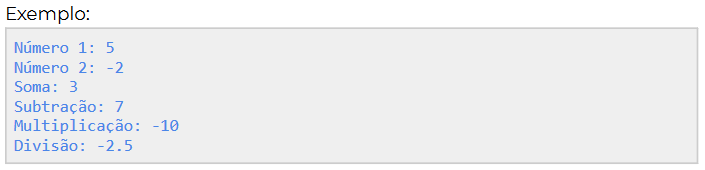 Exemplo:
Número 1: 5
Número 2: -2
Soma: 3
Subtração: 7
Multiplicação: -10
Divisão: -2.5